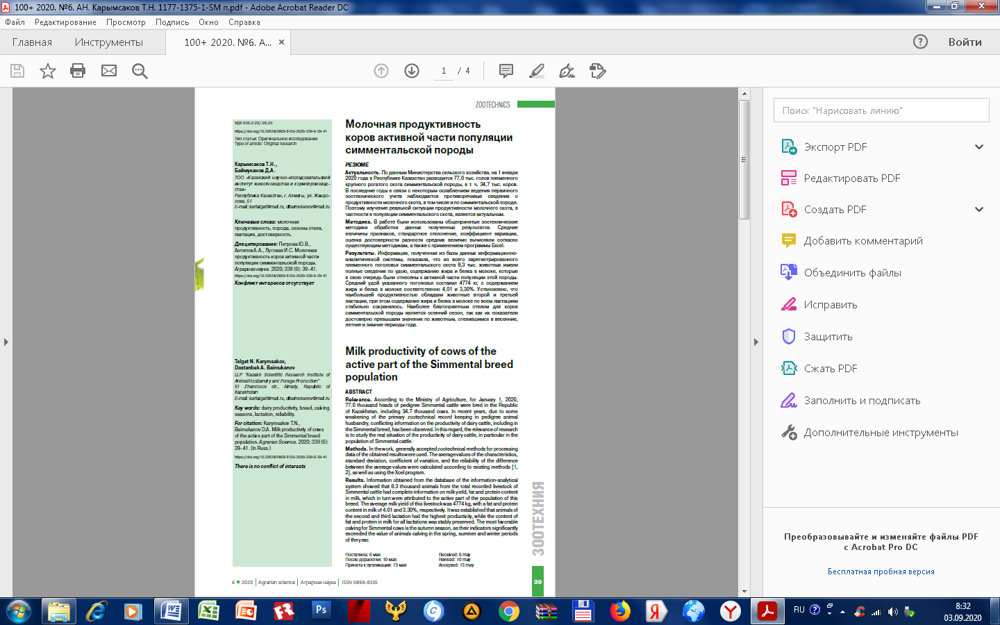 100+ 2020. №6. АН. Карымсаков Т.Н. 1177-1375-1-SM п.pdf - Adobe Acrobat Reader DC
Файл Редактирование Просмотр Подпись Окно Справка
Главная Инструменты 100+ 2020. №6. А... × Войти
1 / 4
ZOOTECHNICS
УДК 636.2.22/.28.23
https://doi.org/10.32634/0869-8155-2020-339-6-39-41
Тип статьи: Оригинальное исследование
Type of article: Original research
Карымсаков Т.Н.,
Баймуканов Д.А.
ТОО «Казахский научно-исследовательский
институт животноводства и кормопроизвод-
ства»
Республика Казахстан, г. Алматы, ул. Жандо-
сова, 51
E-mail: kartalgat@mail.ru, dbaimukanov@mail.ru
Ключевые слова: молочная
продуктивность, порода, сезоны отела,
лактация, достоверность.
Для цитирования: Петрова Ю.В.,
Антипов А.А., Луговая И.С. Молочная
продуктивность коров активной части
популяции симментальской породы.
Аграрная наука. 2020; 339 (6): 39–41.
https://doi.org/10.32634/0869-8155-2020-339-6-39-41
Конфликт интересов отсутствует
Молочная продуктивность
коров активной части популяции
симментальской породы
РЕЗЮМЕ
Актуальность. По данным Министерства сельского хозяйства, на 1 января
2020 года в Республике Казахстан разводится 77,0 тыс. голов племенного
крупного рогатого скота симментальской породы, в т. ч. 34,7 тыс. коров.
В последние годы в связи с некоторым ослаблением ведения первичного
зоотехнического учета наблюдаются противоречивые сведения о
продуктивности молочного скота, в том числе и по симментальской породе.
Поэтому изучение реальной ситуации продуктивности молочного скота, в
частности в популяции симментальского скота, является актуальным.
Методика. В работе были использованы общепринятые зоотехнические
методики обработки данных полученных результатов. Средние
величины признаков, стандартное отклонение, коэффициент вариации,
оценка достоверности разности средних величин вычисляли согласно
существующим методикам, а также с применением программы Excel.
Результаты. Информация, полученная из базы данных информационно-
аналитической системы, показала, что из всего зарегистрированного
племенного поголовья симментальского скота 8,3 тыс. животных имели
полные сведения по удою, содержанию жира и белка в молоке, которые
в свою очередь были отнесены к активной части популяции этой породы.
Средний удой указанного поголовья составил 4774 кг, с содержанием
жира и белка в молоке соответственно 4,01 и 3,30%. Установлено, что
наибольшей продуктивностью обладали животные второй и третьей
лактации, при этом содержание жира и белка в молоке по всем лактациям
стабильно сохранялось. Наиболее благоприятным отелом для коров
симментальской породы является осенний сезон, так как их показатели
достоверно превышали значения по животным, отелившимся в весенние,
летние и зимние периоды года.
Talgat N. Karymsakov,
Dastanbek A. Baimukanov
LLP "Kazakh Scientific Research Institute of
Animal Husbandry and Forage Production"
51 Zhandosov str., Almaty, Republic of
Kazakhstan
E-mail: kartalgat@mail.ru, dbaimukanov@mail.ru
Key words: dairy productivity, breed, calving
seasons, lactation, reliability.
For citation: Karymsakov T.N.,
Baimukanov D.A. Milk productivity of cows
of the active part of the Simmental breed
population. Agrarian Science. 2020; 339 (6):
39–41. (In Russ.)
https://doi.org/10.32634/0869-8155-2020-339-6-39-41
There is no conflict of interests
Milk productivity of cows of the
active part of the Simmental breed
population
ABSTRACT
Relevance. According to the Ministry of Agriculture, for January 1, 2020,
77.0 thousand heads of pedigree Simmental cattle were bred in the Republic
of Kazakhstan, including 34.7 thousand cows. In recent years, due to some
weakening of the primary zootechnical record keeping in pedigree animal
husbandry, conflicting information on the productivity of dairy cattle, including in
the Simmental breed, has been observed. In this regard, the relevance of research
is to study the real situation of the productivity of dairy cattle, in particular in the
population of Simmental cattle.
Methods. In the work, generally accepted zootechnical methods for processing
data of the obtained results were used. The average values of the characteristics,
standard deviation, coefficient of variation, and the reliability of the difference
between the average values were calculated according to existing methods [1,
2], as well as using the Xcel program.
Results. Information obtained from the database of the information-analytical
system showed that 8.3 thousand animals from the total recorded livestock of
Simmental cattle had complete information on milk yield, fat and protein content
in milk, which in turn were attributed to the active part of the population of this
breed. The average milk yield of this livestock was 4774 kg, with a fat and protein
content in milk of 4.01 and 3.30%, respectively. It was established that animals of
the second and third lactation had the highest productivity, while the content of
fat and protein in milk for all lactations was stably preserved. The most favorable
calving for Simmental cows is the autumn season, as their indicators significantly
exceeded the value of animals calving in the spring, summer and winter periods
of the year.
Поступила: 6 мая Received: 6 may
После доработки: 10 мая Revised: 10 may
Принята к публикации: 13 мая Accepted: 13 may
ЗООТЕХНИЯ
6 ■ 2020 | Agrarian science | Аграрная наука | ISSN 0869–8155
39
Поиск "Нарисовать линию"
Экспорт PDF
Редактировать PDF
Создать PDF
Добавить комментарий
Объединить файлы
Исправить
Защитить
Сжать PDF
Заполнить и подписать
Дополнительные инструменты
Преобразовывайте и изменяйте файлы PDF
с Acrobat Pro DC
Бесплатная пробная версия
Ps
RU
8:32
03.09.2020